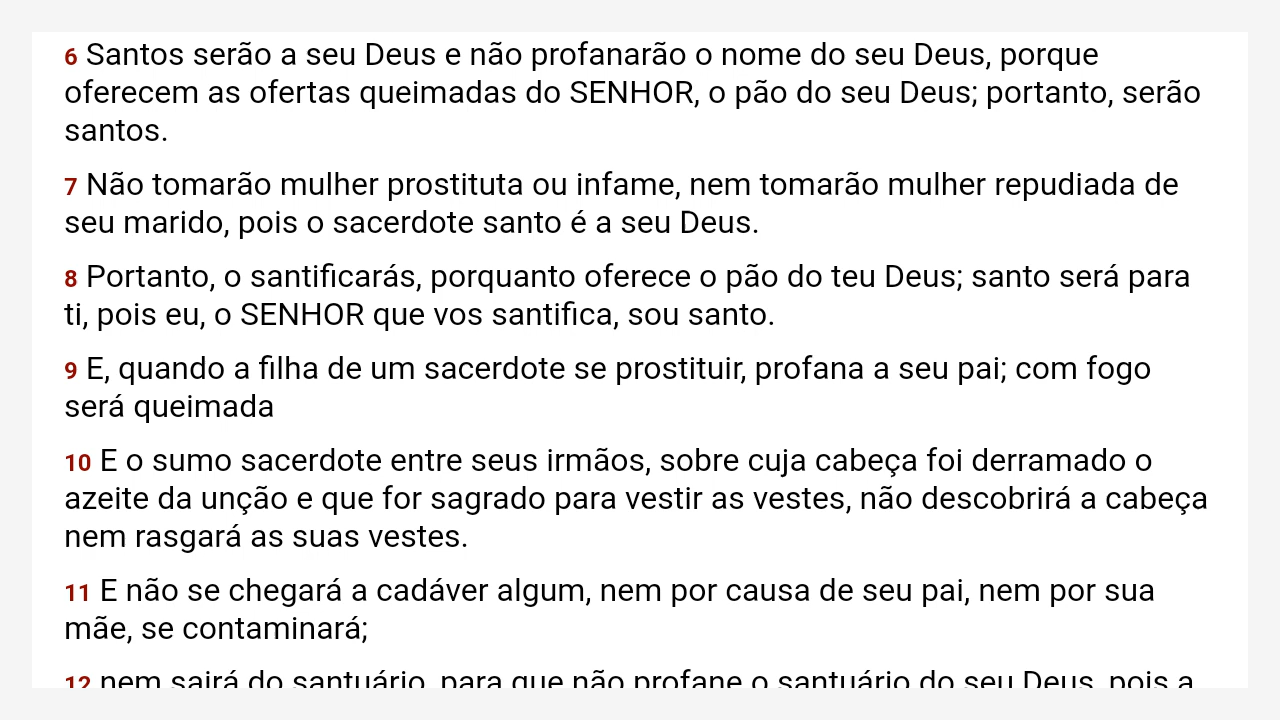 6 Santos serão a seu Deus e não profanarão o nome do seu Deus, porque
oferecem as ofertas queimadas do SENHOR, o pão do seu Deus; portanto, serão
santos.
7 Não tomarão mulher prostituta ou infame, nem tomarão mulher repudiada de
seu marido, pois o sacerdote santo é a seu Deus.
8 Portanto, o santificarás, porquanto oferece o pão do teu Deus; santo será para
ti, pois eu, o SENHOR que vos santifica, sou santo.
9 E, quando a filha de um sacerdote se prostituir, profana a seu pai; com fogo
será queimada
10 E o sumo sacerdote entre seus irmãos, sobre cuja cabeça foi derramado o
azeite da unção e que for sagrado para vestir as vestes, não descobrirá a cabeça
nem rasgará as suas vestes.
11 E não se chegará a cadáver algum, nem por causa de seu pai, nem por sua
mãe, se contaminará;
12 nem sairá do santuário, para que não profane o santuário do seu Deus, pois a